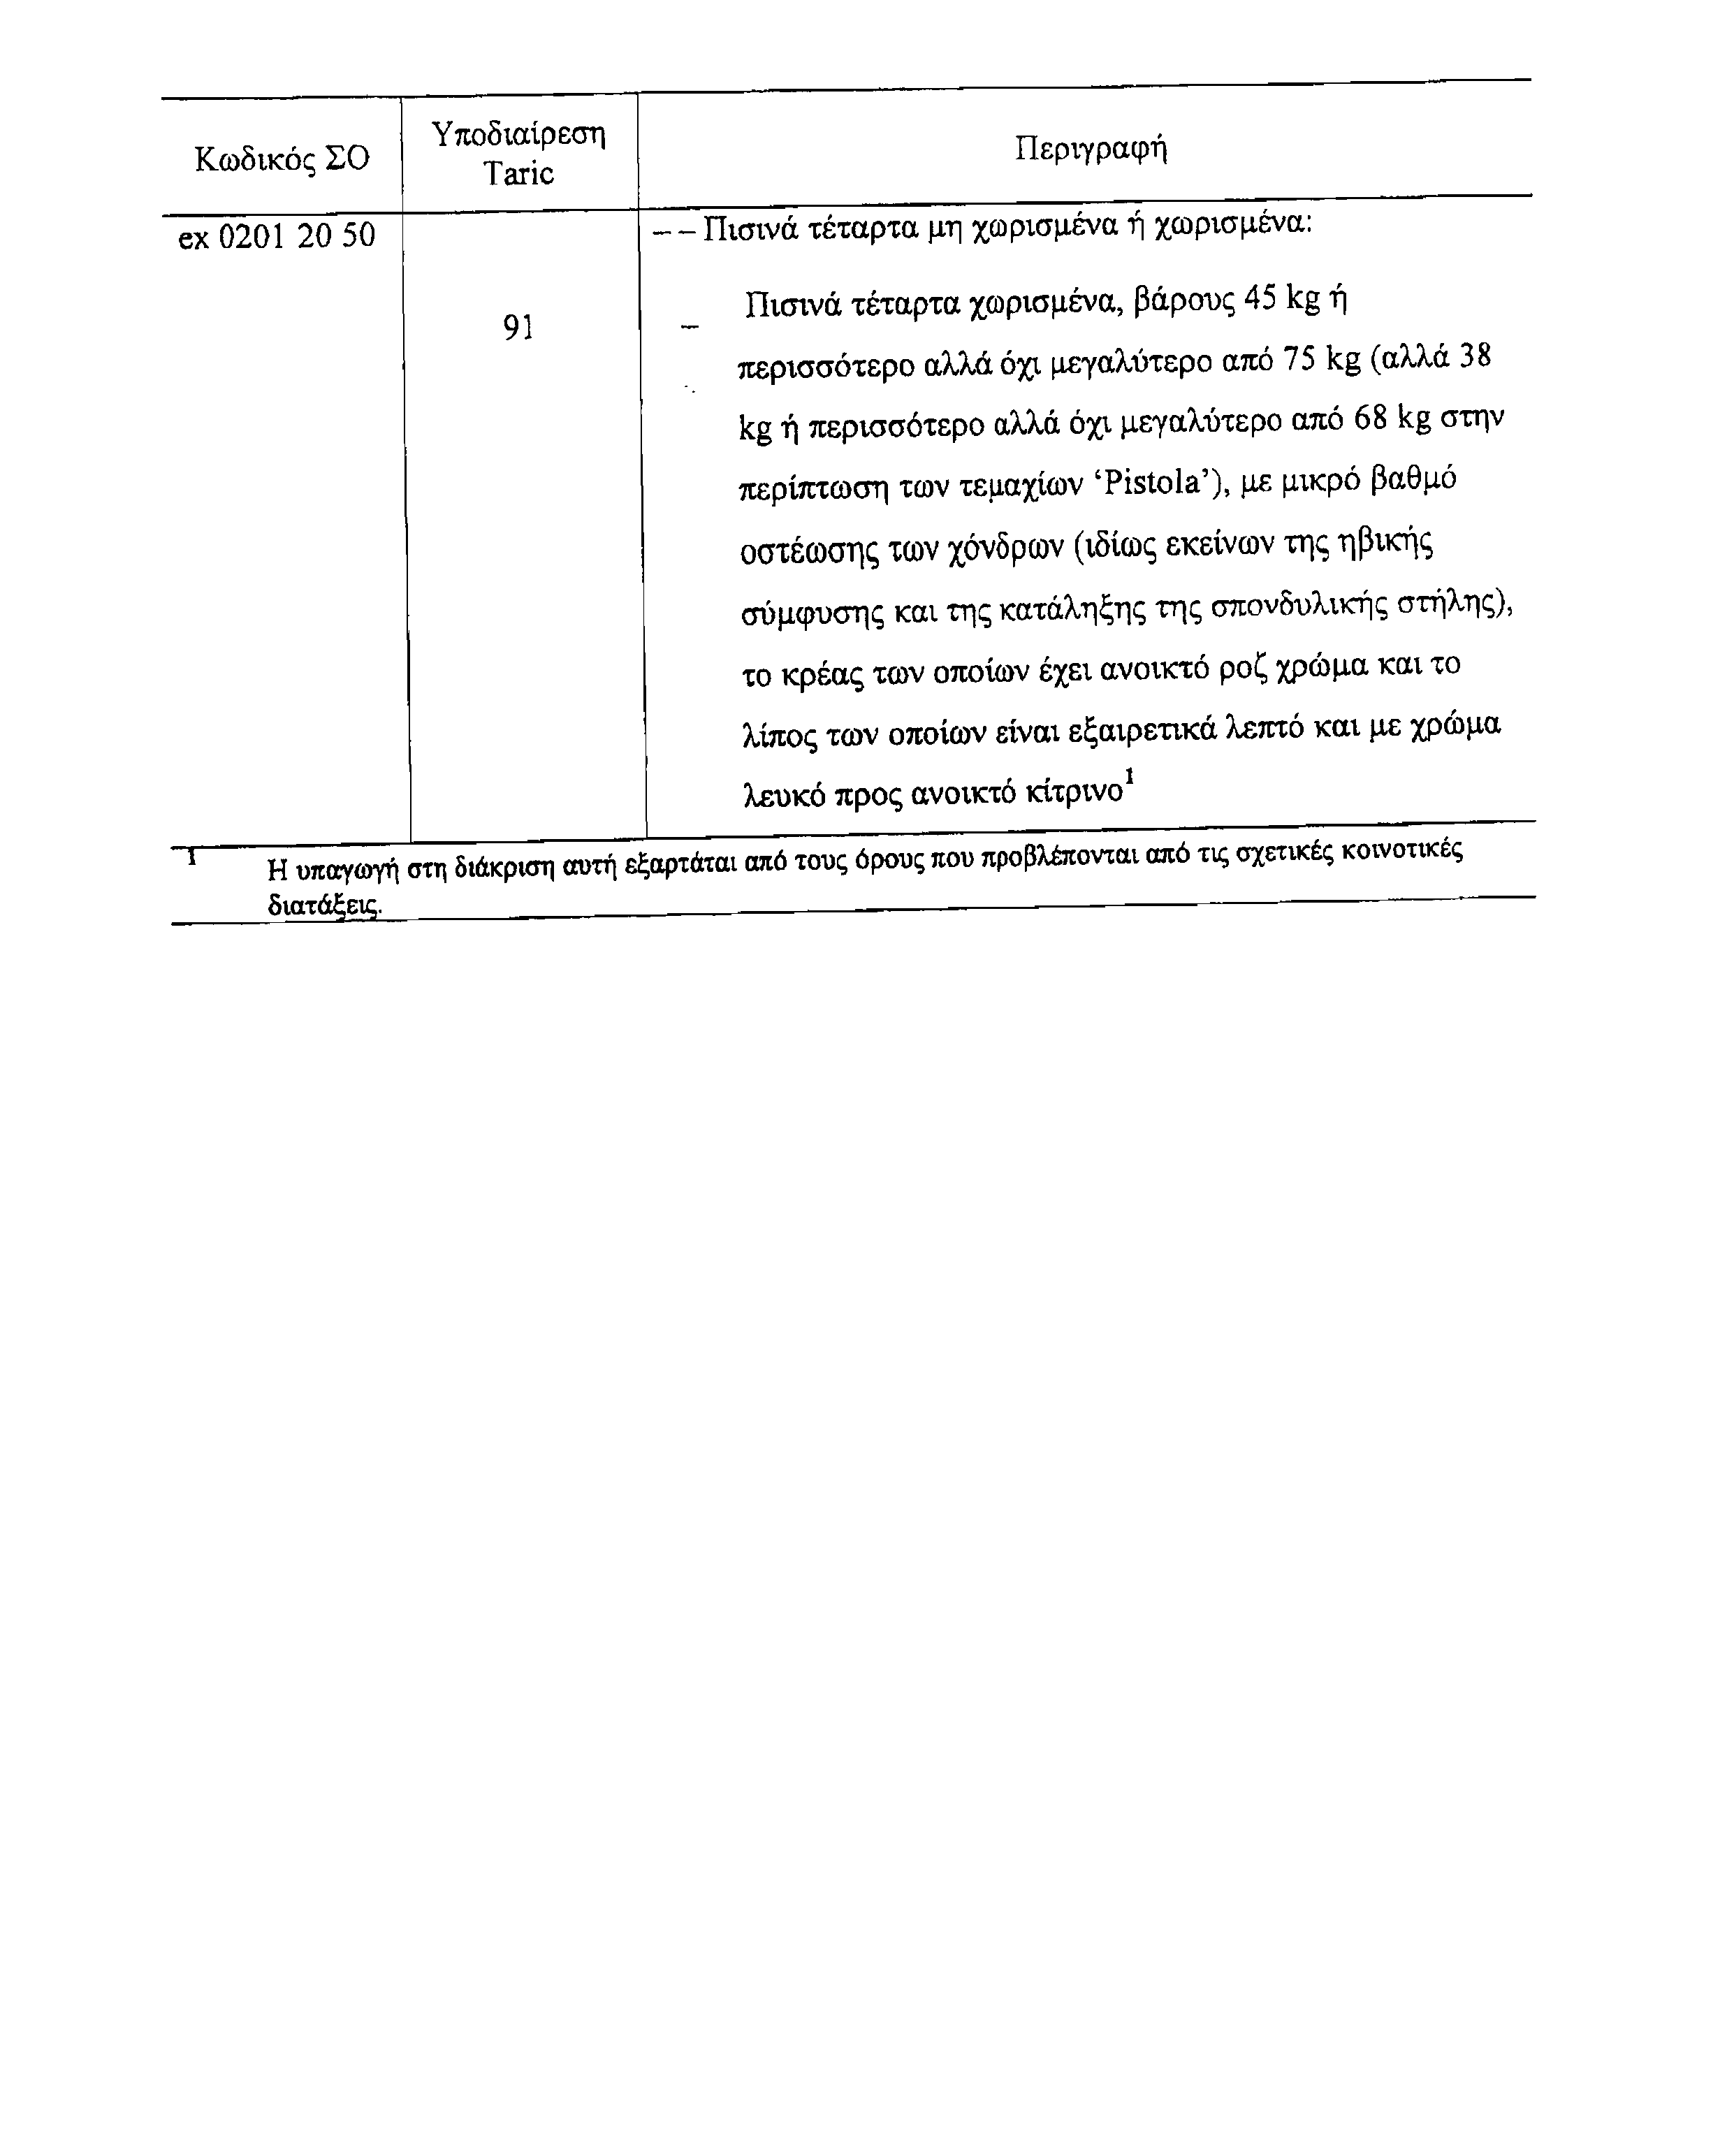 Κωδικός ΣΟ
Υποδιαίρεση
Taric
Περιγραφή
ex 0201 20 50
– – Πισινά τέταρτα μη χωρισμένα ή χωρισμένα:
91
– Πισινά τέταρτα χωρισμένα, βάρους 45 kg ή
περισσότερο αλλά όχι μεγαλύτερο από 75 kg (αλλά 38
kg ή περισσότερο αλλά όχι μεγαλύτερο από 68 kg στην
περίπτωση των τεμαχίων ‘Pistola’), με μικρό βαθμό
οστέωσης των χόνδρων (ιδίως εκείνων της ηβικής
σύμφυσης και της κατάληξης της σπονδυλικής στήλης),
το κρέας των οποίων έχει ανοικτό ροζ χρώμα και το
λίπος των οποίων είναι εξαιρετικά λεπτό και με χρώμα
λευκό προς ανοικτό κίτρινο¹
¹ Η υπαγωγή στη διάκριση αυτή εξαρτάται από τους όρους που προβλέπονται από τις σχετικές κοινοτικές
διατάξεις.